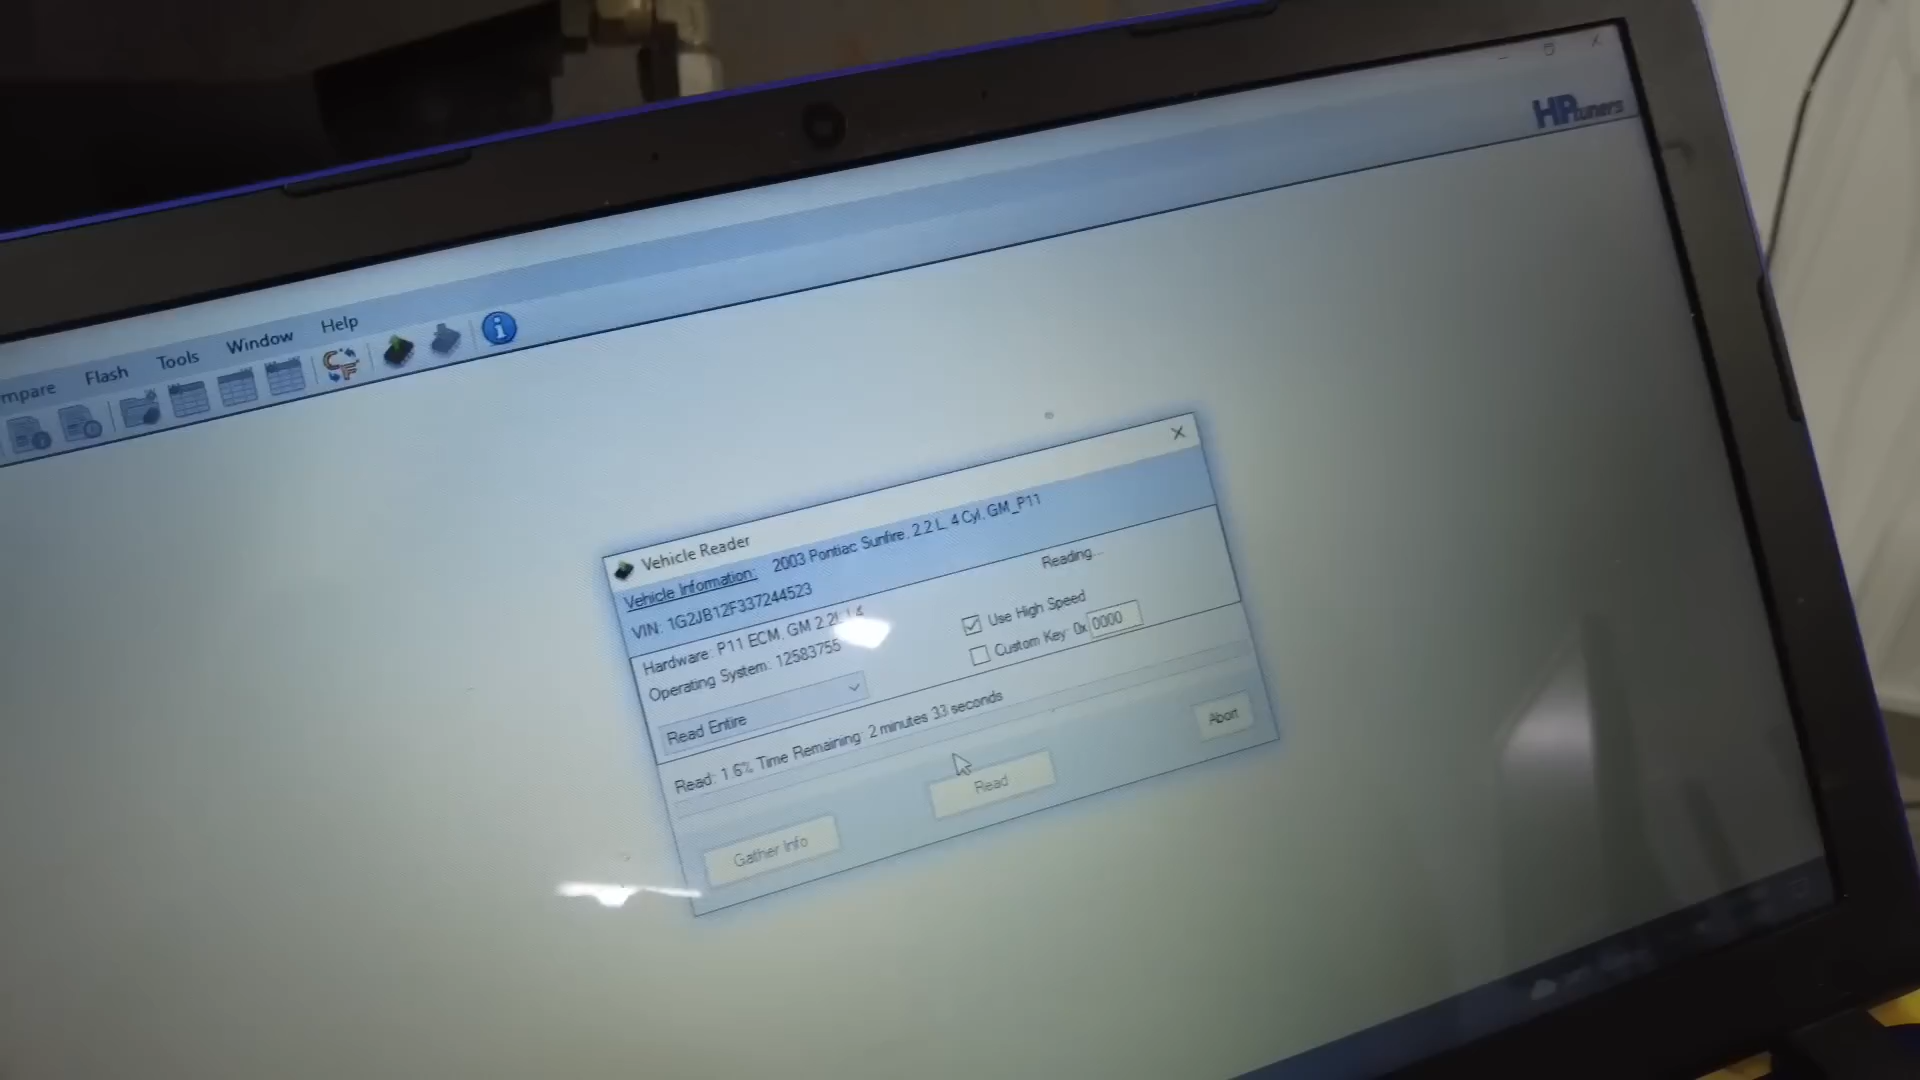 HPtuners
mpare Flash Tools Window Help
Vehicle Reader
Vehicle Information: 2003 Pontiac Sunfire, 2.2 L, 4 Cyl, GM_P11
VIN: 1G2JB12F337244523
Reading...
Hardware: P11 ECM, GM 2.2L L4
Operating System: 12583755
Use High Speed
Custom Key: 0x 0000
Read Entire
Read: 1.6% Time Remaining: 2 minutes 33 seconds
Abort
Read
Gather Info